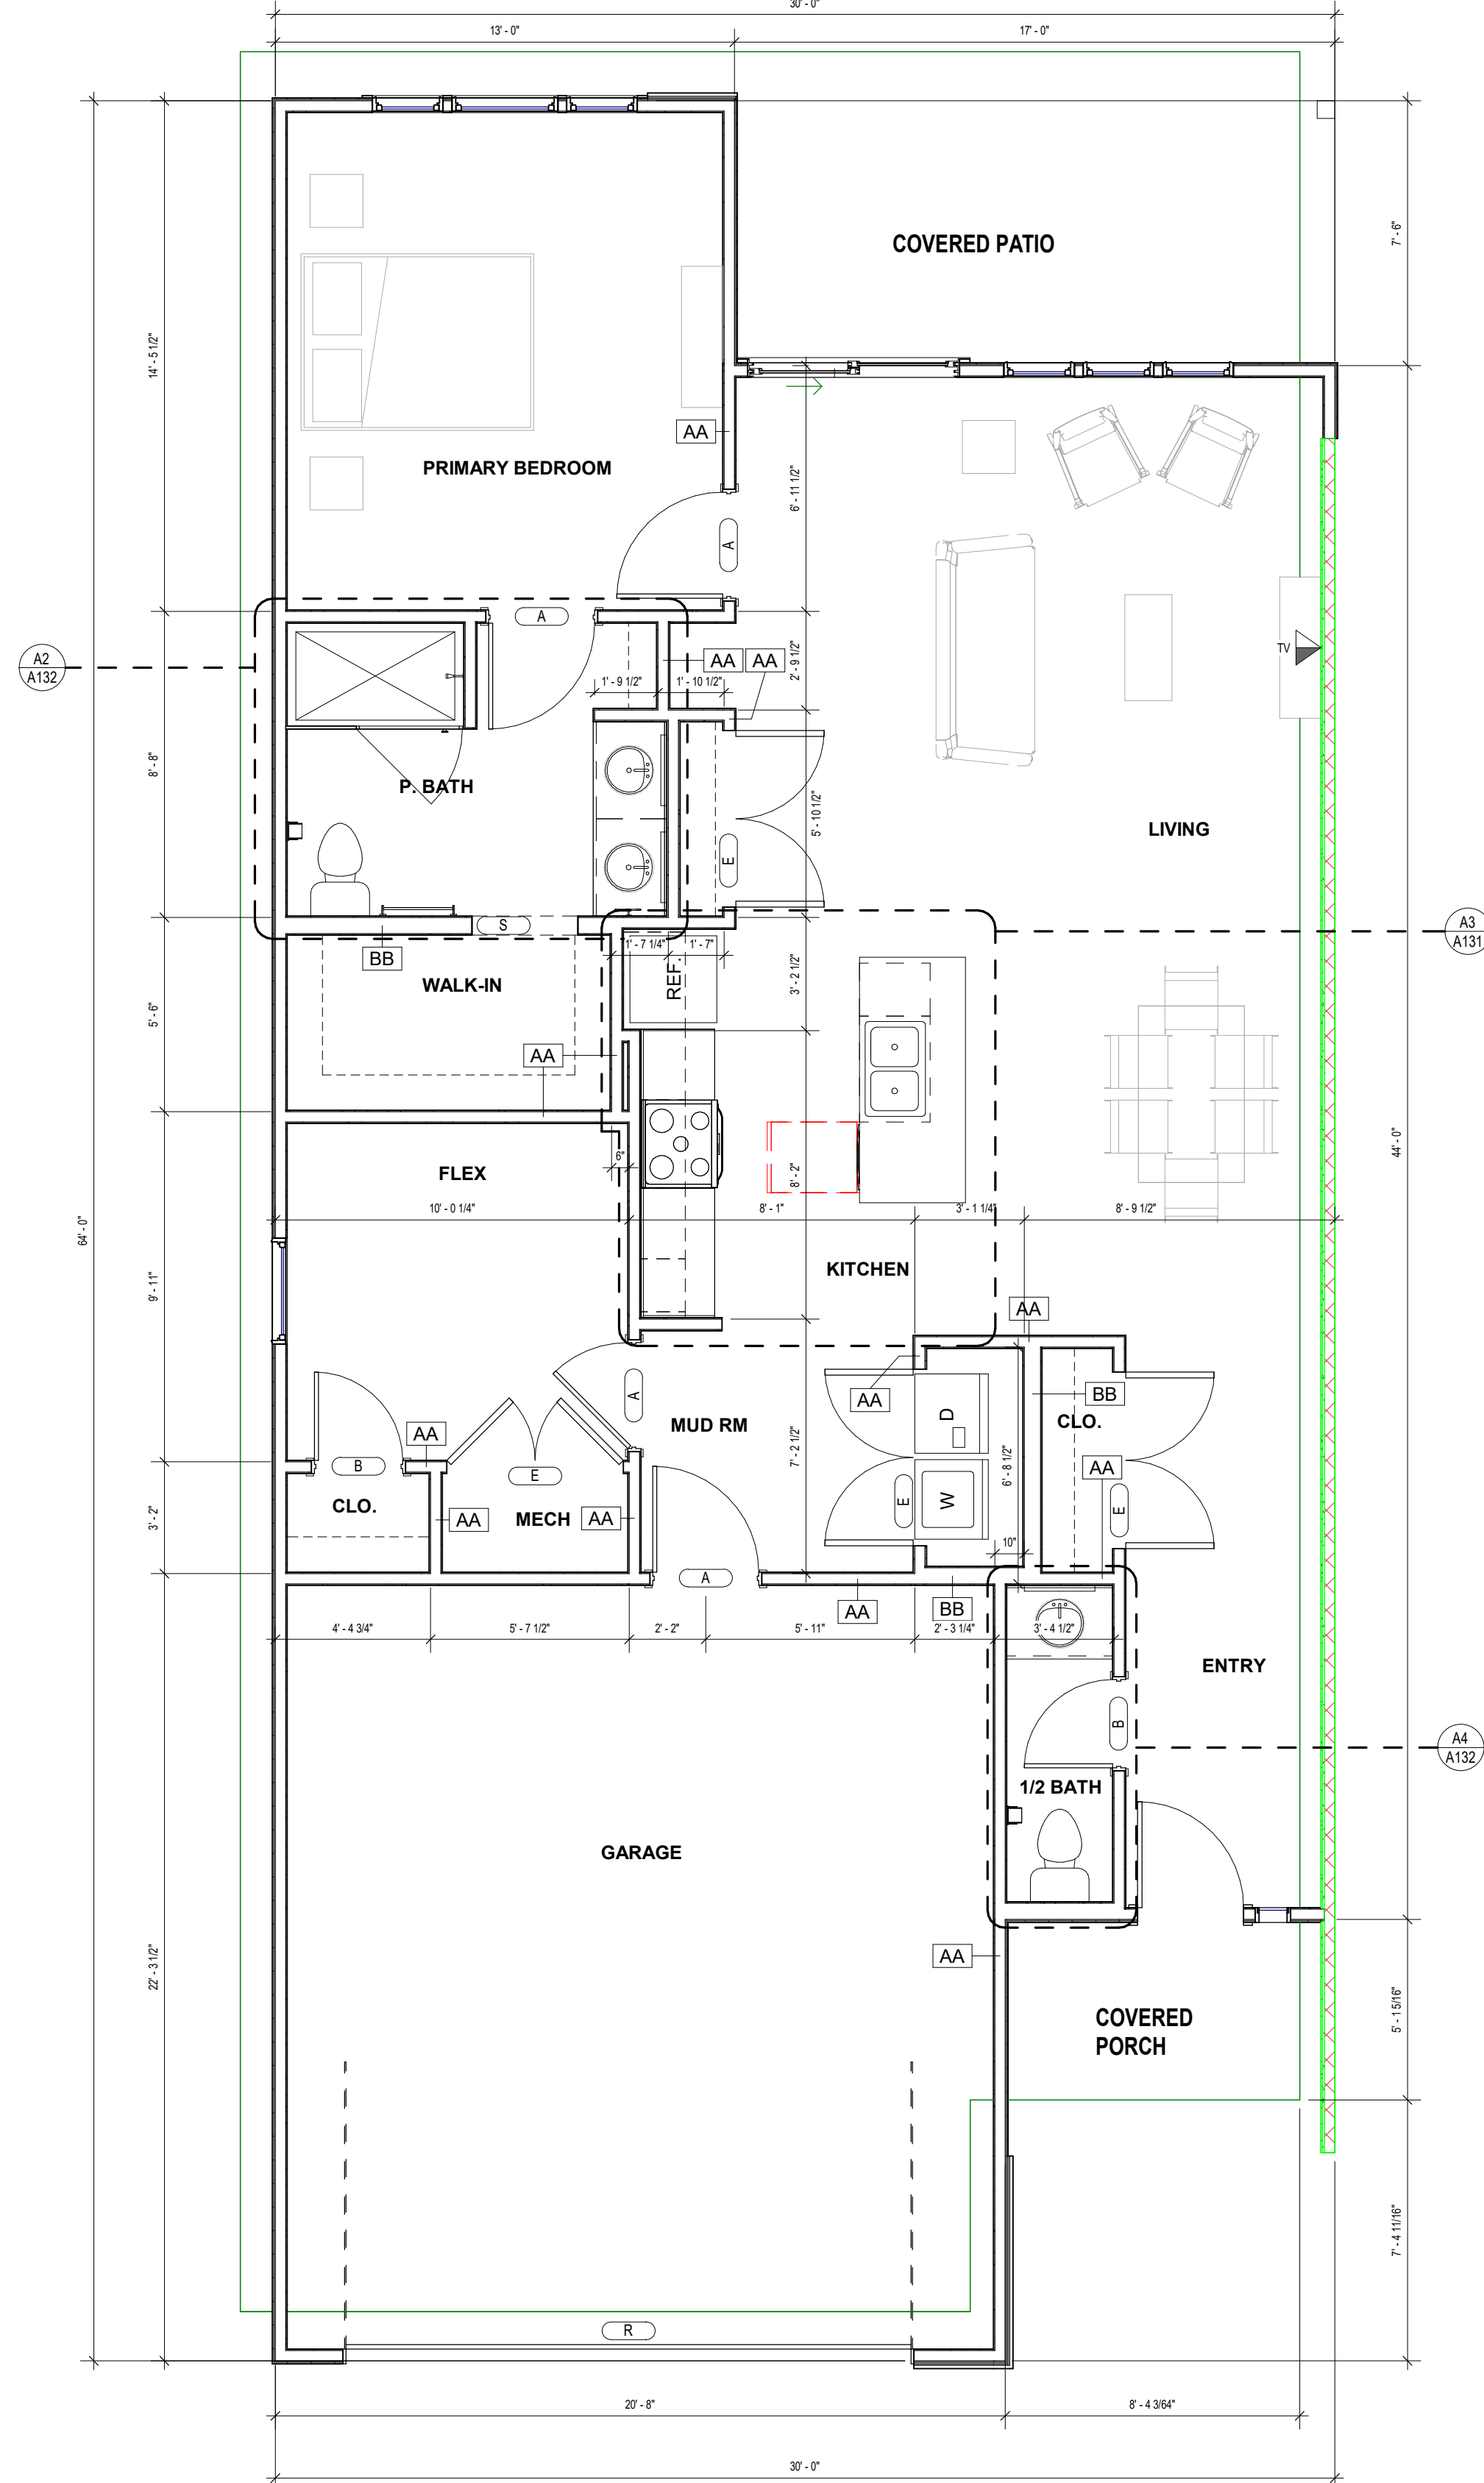 30' - 0"
13' - 0"
17' - 0"
7' - 6"
COVERED PATIO
14' - 5 1/2"
AA
PRIMARY BEDROOM
6' - 11 1/2"
A
A
A2
A132
TV
AA
AA
2' - 9 1/2"
1' - 9 1/2"
1' - 10 1/2"
8' - 8"
P. BATH
5' - 10 1/2"
LIVING
E
S
A3
A131
BB
1' - 7 1/4"
1' - 7"
REF.
3' - 2 1/2"
WALK-IN
5' - 6"
AA
44' - 0"
6"
8' - 2"
FLEX
10' - 0 1/4"
8' - 1"
3' - 1 1/4"
8' - 9 1/2"
64' - 0"
KITCHEN
9' - 11"
AA
A
AA
D
BB
MUD RM
CLO.
AA
7' - 2 1/2"
6' - 8 1/2"
B
E
AA
E
W
E
CLO.
3' - 2"
AA
MECH
AA
10"
A
AA
BB
4' - 4 3/4"
5' - 7 1/2"
2' - 2"
5' - 11"
2' - 3 1/4"
3' - 4 1/2"
ENTRY
B
A4
A132
1/2 BATH
GARAGE
AA
22' - 3 1/2"
COVERED
PORCH
5' - 1 5/16"
7' - 4 11/16"
R
20' - 8"
8' - 4 3/64"
30' - 0"